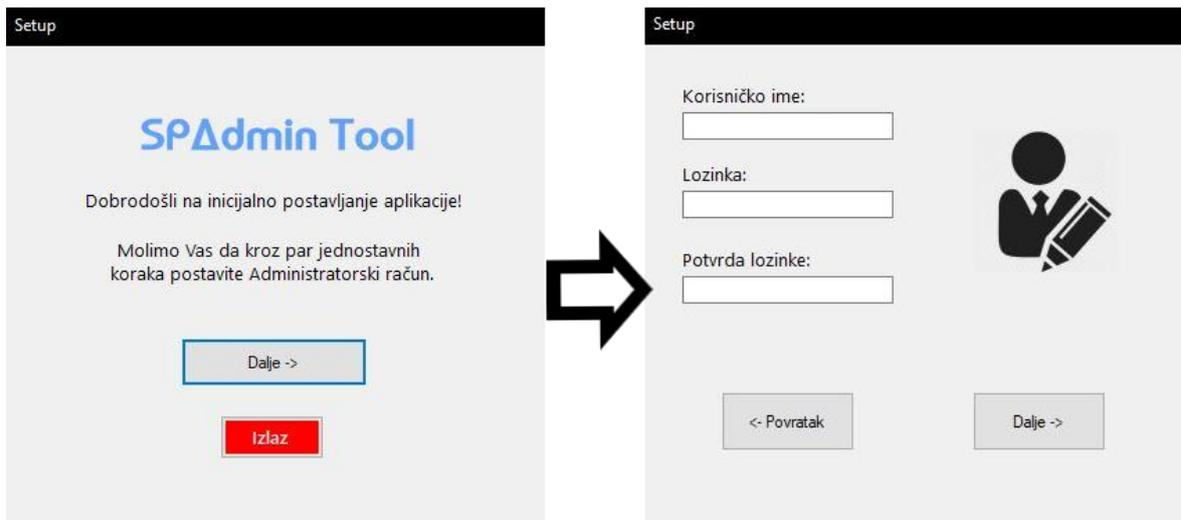 Setup
SPAdmin Tool
Dobrodošli na inicijalno postavljanje aplikacije!
Molimo Vas da kroz par jednostavnih
koraka postavite Administratorski račun.
Dalje ->
Izlaz
Setup
Korisničko ime:
Lozinka:
Potvrda lozinke:
<- Povratak
Dalje ->